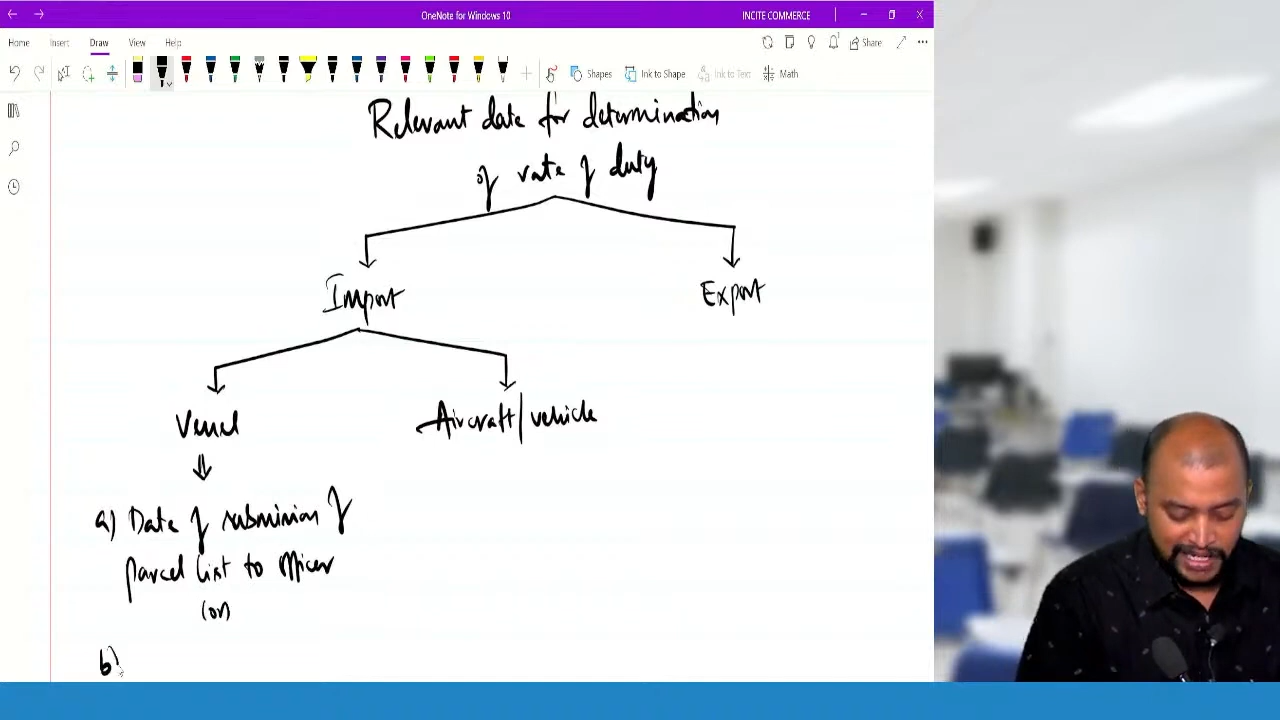 OneNote for Windows 10
INCITE COMMERCE
Home Insert Draw View Help
Share
Shapes Ink to Shape Ink to Text Math
Relevant date for determination
of rate of duty
Import Export
Vessel Aircraft/vehicle
a) Date of submission of
parcel list to officer
(or)
b)